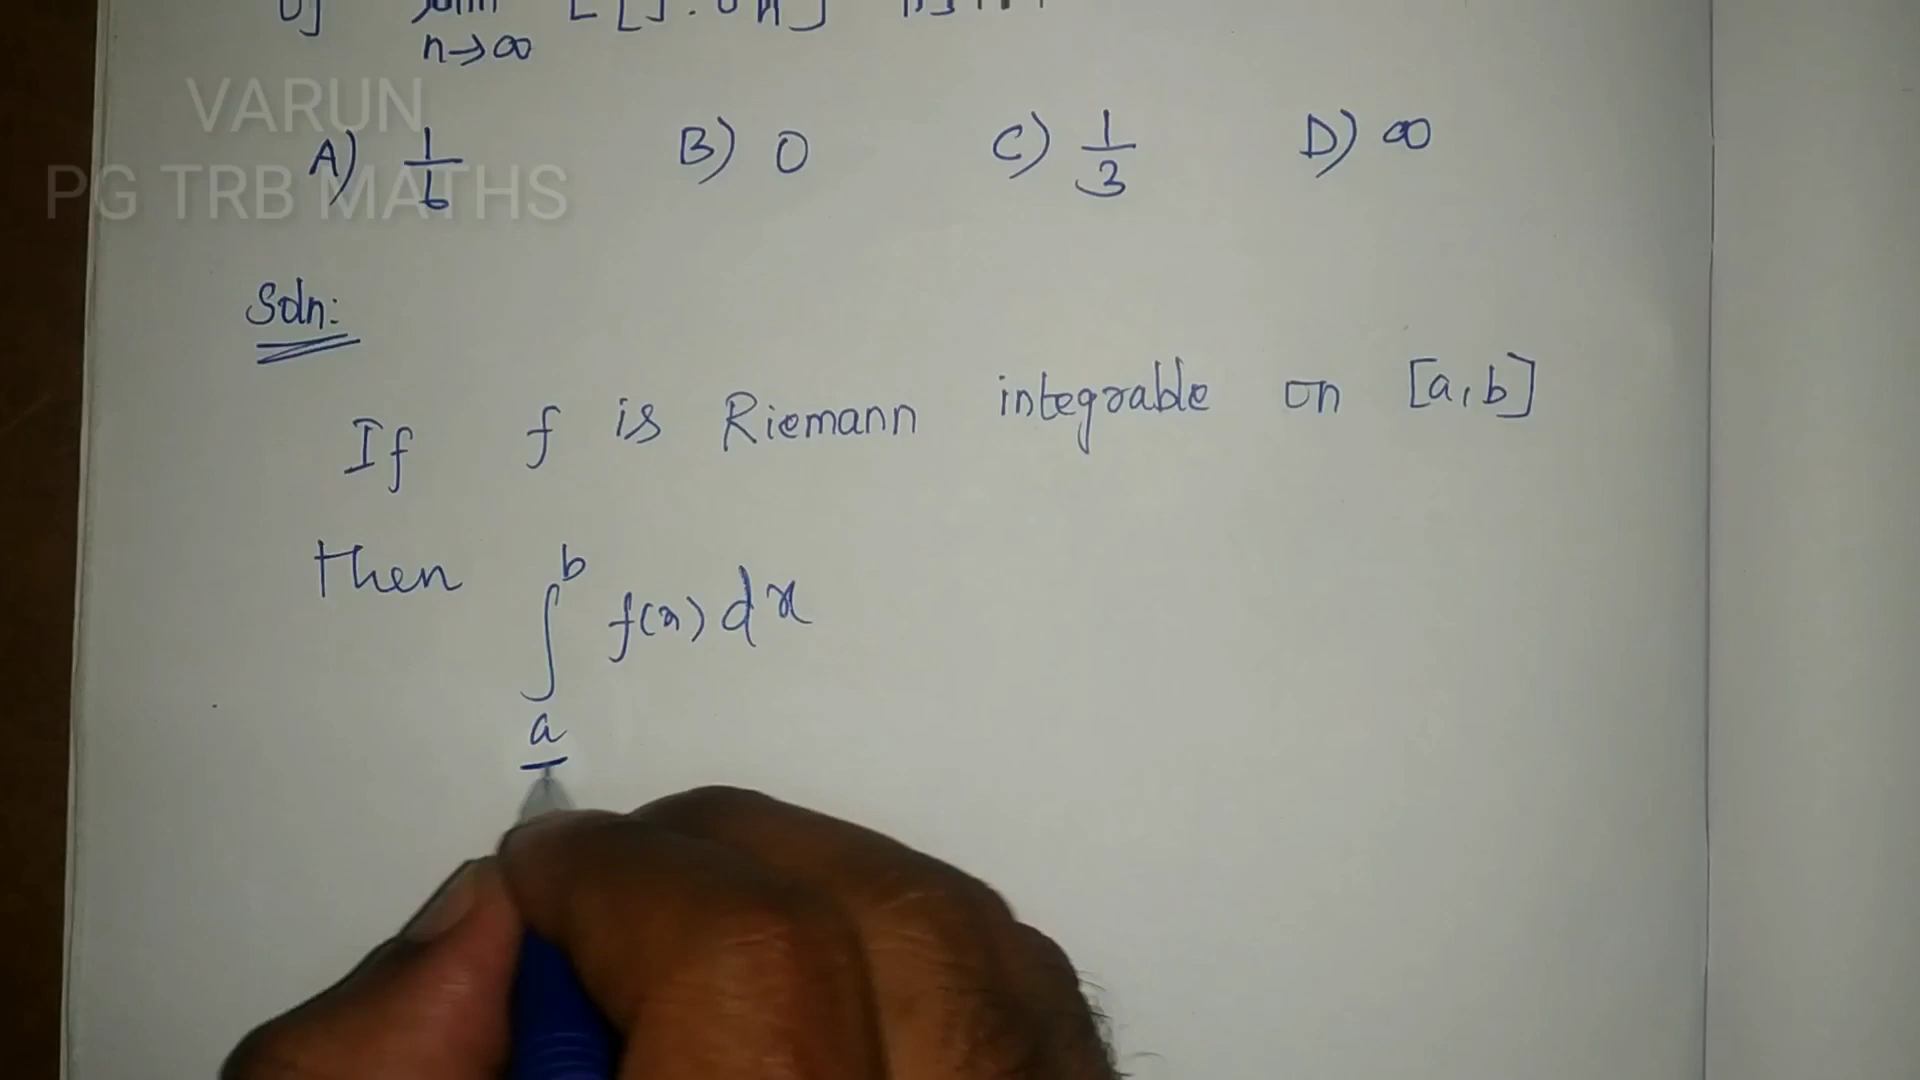 n→∞
VARUN
PG TRB MATHS
A) 1/6 B) 0 C) 1/3 D) ∞
Soln:
If f is Riemann integrable on [a,b]
then ∫_a^b f(x) dx